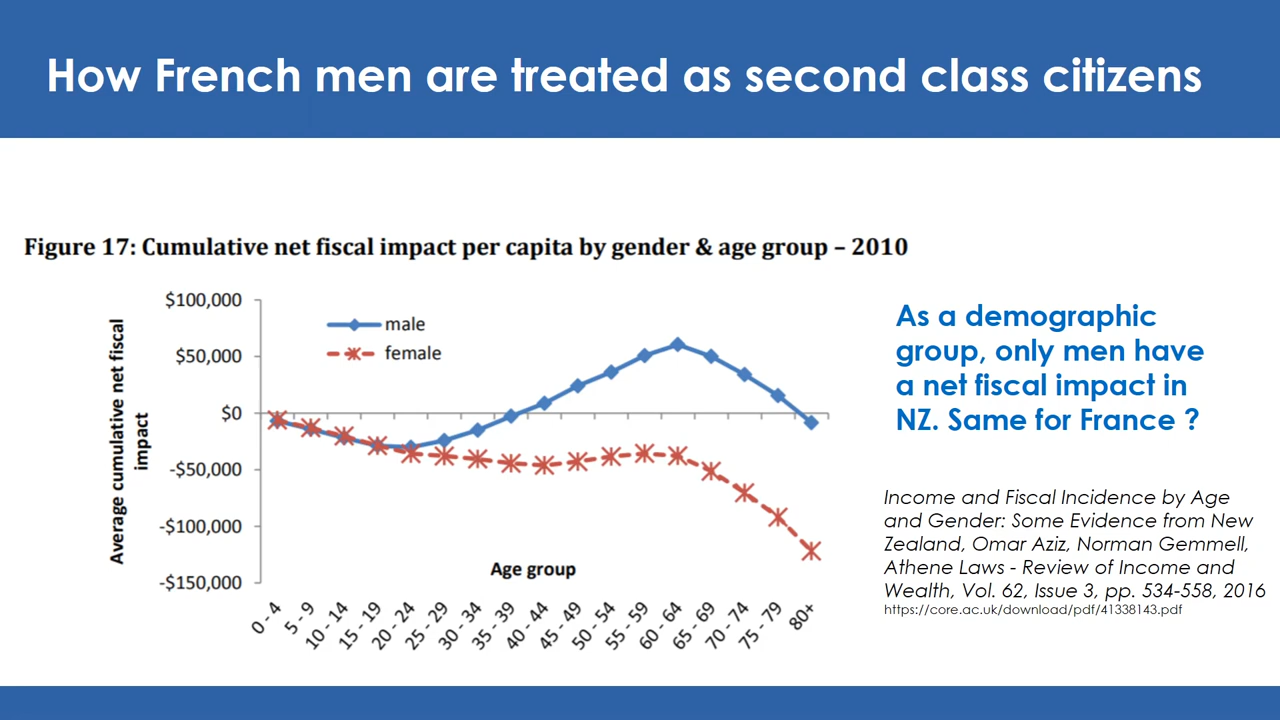 How French men are treated as second class citizens
Figure 17: Cumulative net fiscal impact per capita by gender & age group – 2010
$100,000
$50,000
$0
-$50,000
-$100,000
-$150,000
Average cumulative net fiscal
impact
male
female
Age group
0 - 4
5 - 9
10 - 14
15 - 19
20 - 24
25 - 29
30 - 34
35 - 39
40 - 44
45 - 49
50 - 54
55 - 59
60 - 64
65 - 69
70 - 74
75 - 79
80+
As a demographic
group, only men have
a net fiscal impact in
NZ. Same for France ?
Income and Fiscal Incidence by Age
and Gender: Some Evidence from New
Zealand, Omar Aziz, Norman Gemmell,
Athene Laws - Review of Income and
Wealth, Vol. 62, Issue 3, pp. 534-558, 2016
https://core.ac.uk/download/pdf/41338143.pdf